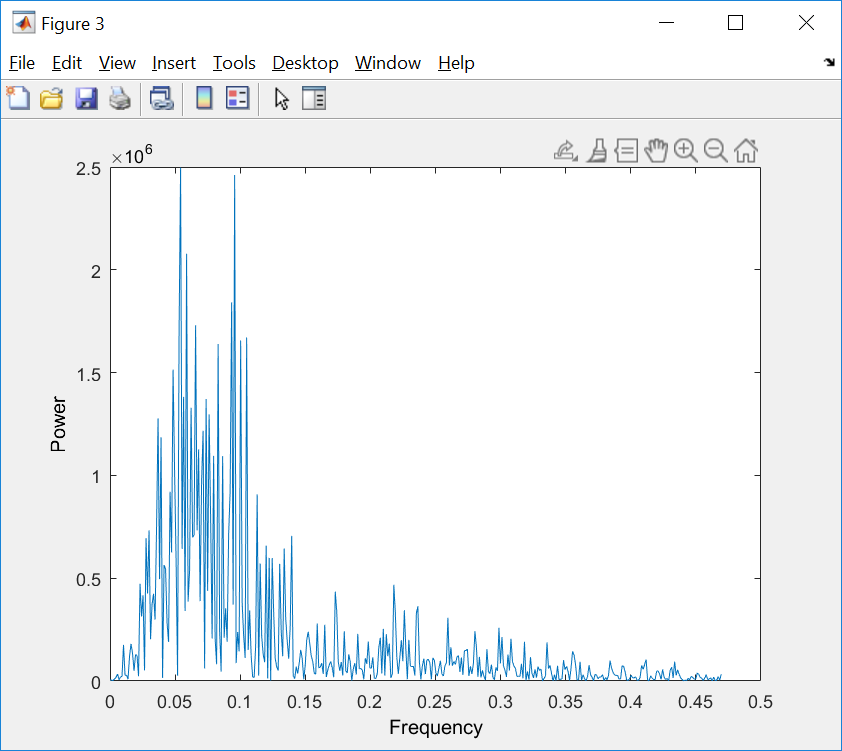 Figure 3
File Edit View Insert Tools Desktop Window Help
×10^6
2.5
2
1.5
1
0.5
0
Power
0 0.05 0.1 0.15 0.2 0.25 0.3 0.35 0.4 0.45 0.5
Frequency